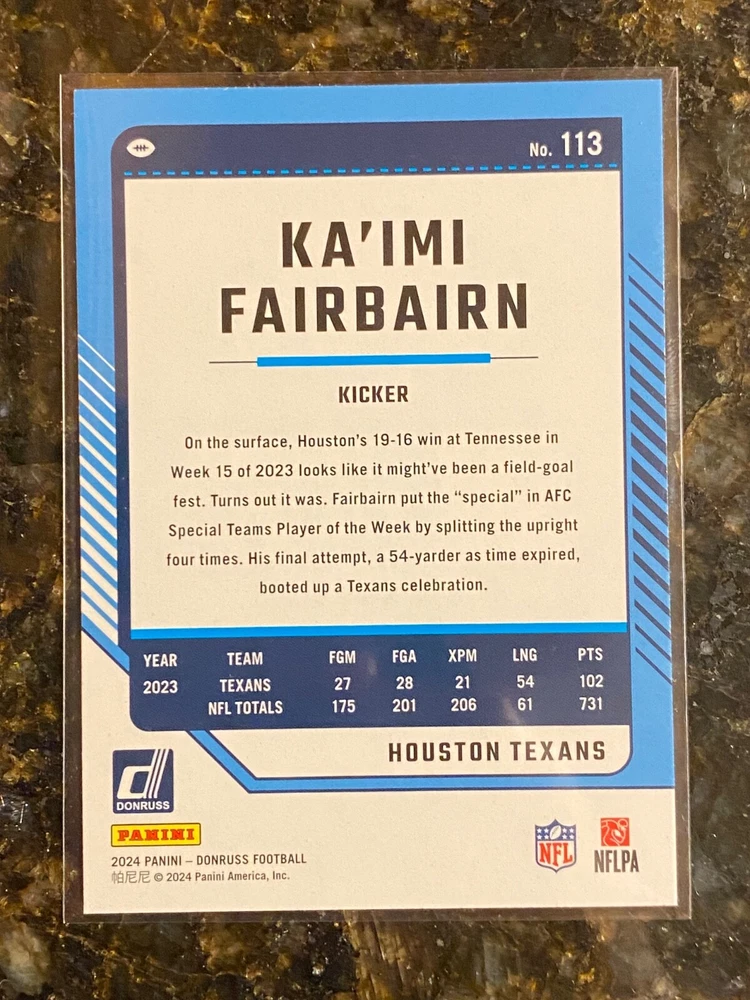 No. 113
KA'IMI
FAIRBAIRN
KICKER
On the surface, Houston's 19-16 win at Tennessee in
Week 15 of 2023 looks like it might've been a field-goal
fest. Turns out it was. Fairbairn put the "special" in AFC
Special Teams Player of the Week by splitting the upright
four times. His final attempt, a 54-yarder as time expired,
booted up a Texans celebration.
YEAR TEAM FGM FGA XPM LNG PTS
2023 TEXANS 27 28 21 54 102
NFL TOTALS 175 201 206 61 731
HOUSTON TEXANS
d
DONRUSS
PANINI
2024 PANINI – DONRUSS FOOTBALL
帕尼尼 © 2024 Panini America, Inc.
NFL
NFLPA